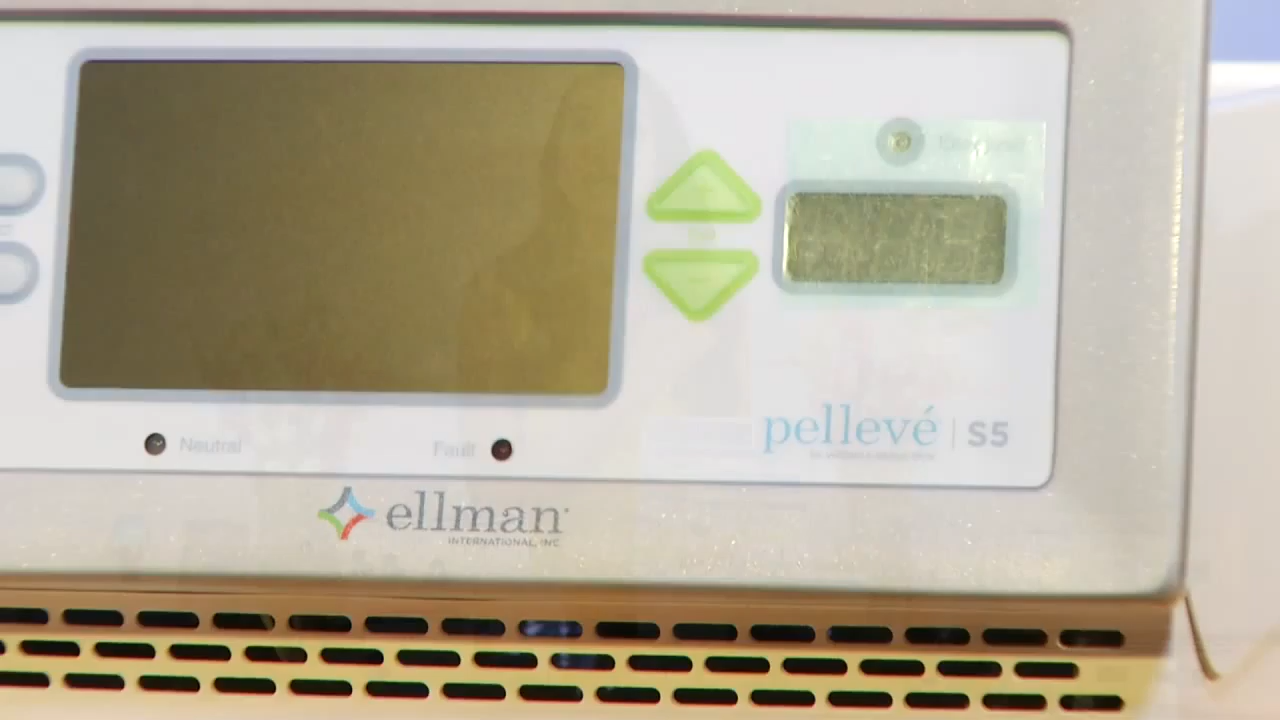 Neutral
Fault
pellevé | S5
ellman
INTERNATIONAL, INC.